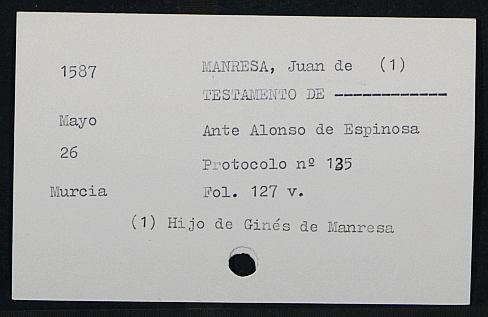 1587 MANRESA, Juan de (1)
TESTAMENTO DE ------------
Mayo
Ante Alonso de Espinosa
26
Protocolo nº 135
Murcia Fol. 127 v.
(1) Hijo de Ginés de Manresa